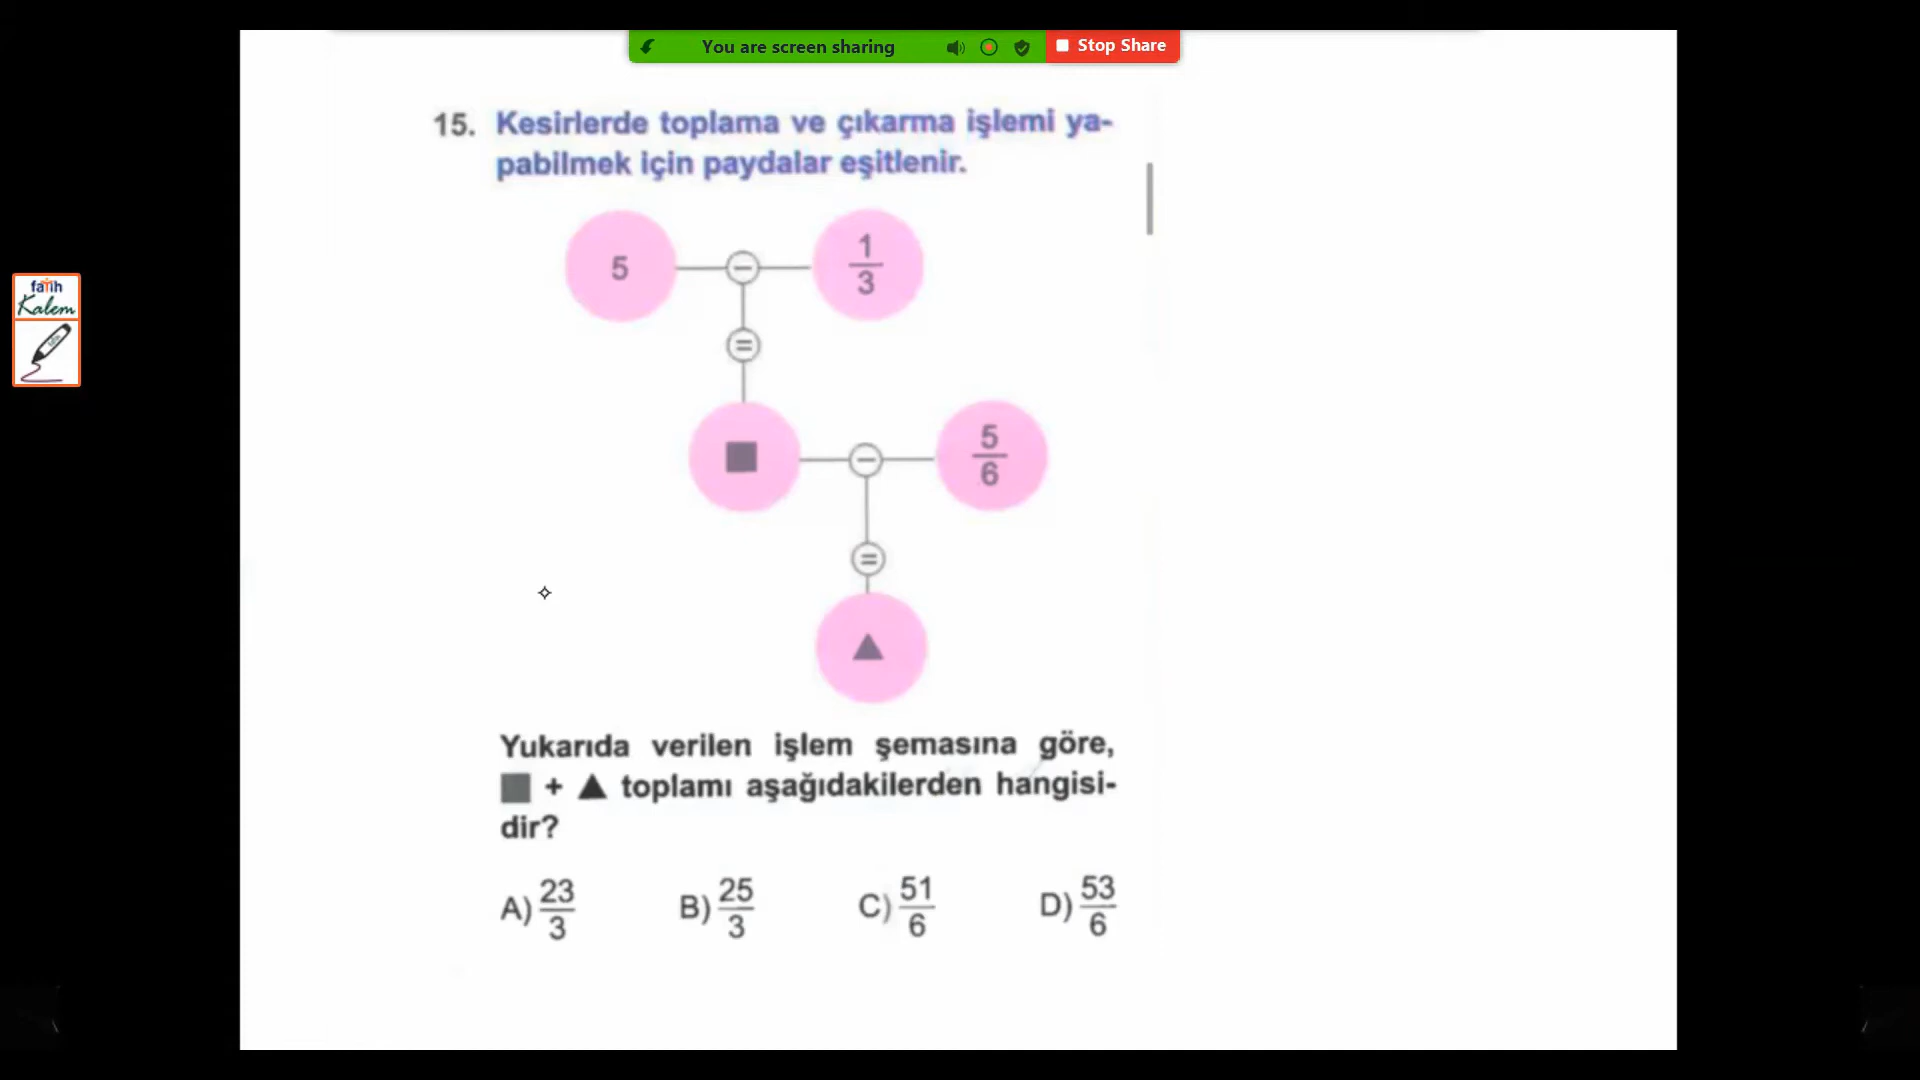 You are screen sharing
Stop Share
15. Kesirlerde toplama ve çıkarma işlemi ya-
pabilmek için paydalar eşitlenir.
5 − 1/3
=
■ − 5/6
=
▲
fatih
Kalem
Yukarıda verilen işlem şemasına göre,
■ + ▲ toplamı aşağıdakilerden hangisi-
dir?
A) 23/3 B) 25/3 C) 51/6 D) 53/6